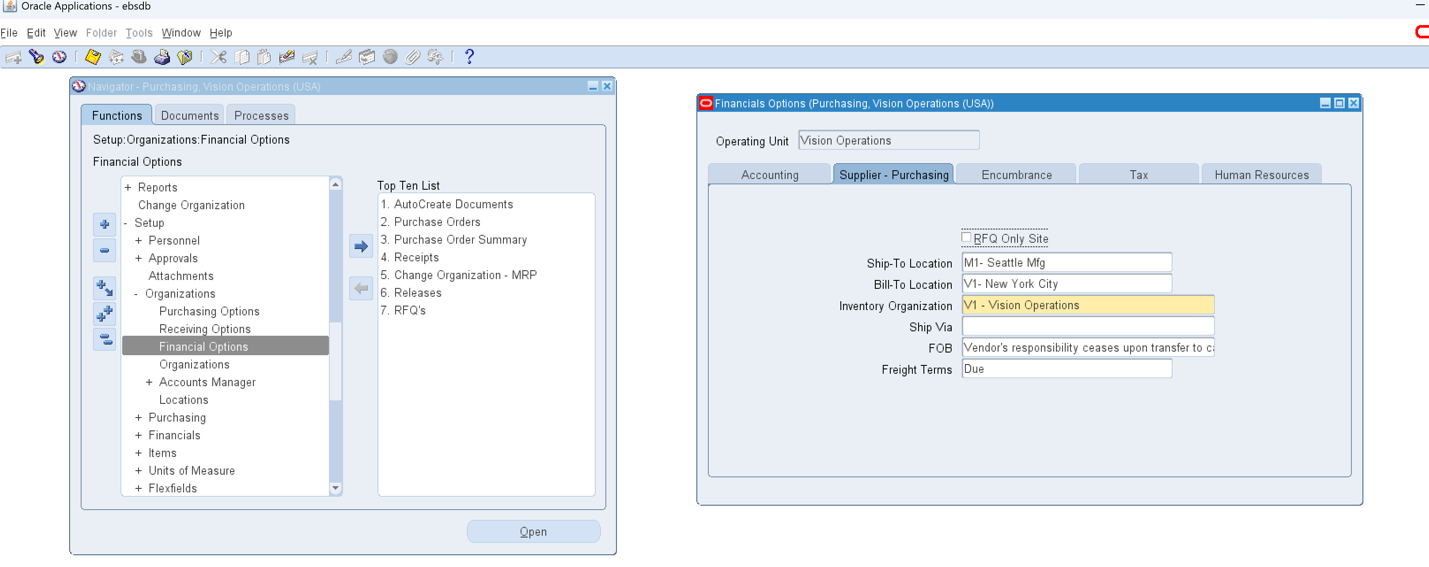 Oracle Applications - ebsdb
File Edit View Folder Tools Window Help
Navigator - Purchasing, Vision Operations (USA)
Functions Documents Processes
Setup:Organizations:Financial Options
Financial Options
+ Reports
Change Organization
- Setup
+ Personnel
+ Approvals
Attachments
- Organizations
Purchasing Options
Receiving Options
Financial Options
Organizations
+ Accounts Manager
Locations
+ Purchasing
+ Financials
+ Items
+ Units of Measure
+ Flexfields
Top Ten List
1. AutoCreate Documents
2. Purchase Orders
3. Purchase Order Summary
4. Receipts
5. Change Organization - MRP
6. Releases
7. RFQ's
Open
Financials Options (Purchasing, Vision Operations (USA))
Operating Unit Vision Operations
Accounting Supplier - Purchasing Encumbrance Tax Human Resources
RFQ Only Site
Ship-To Location M1- Seattle Mfg
Bill-To Location V1- New York City
Inventory Organization V1 - Vision Operations
Ship Via
FOB Vendor's responsibility ceases upon transfer to ca
Freight Terms Due